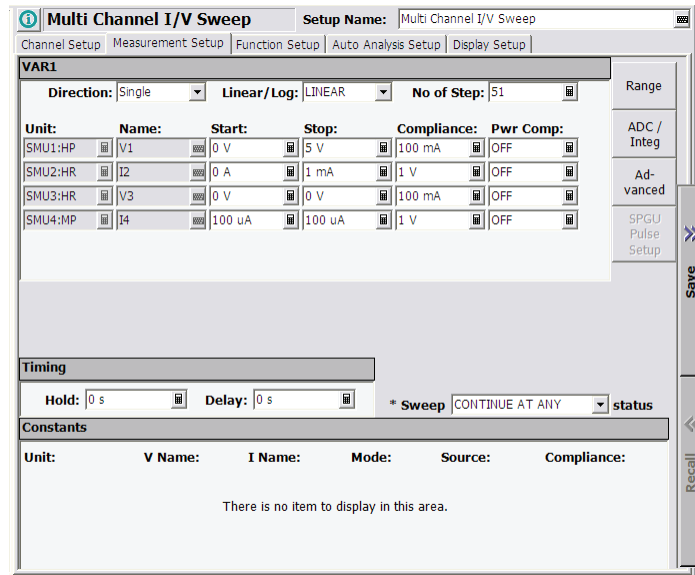 Multi Channel I/V Sweep Setup Name: Multi Channel I/V Sweep
Channel Setup Measurement Setup Function Setup Auto Analysis Setup Display Setup
VAR1
Direction: Single Linear/Log: LINEAR No of Step: 51
Unit: Name: Start: Stop: Compliance: Pwr Comp:
SMU1:HP V1 0 V 5 V 100 mA OFF
SMU2:HR I2 0 A 1 mA 1 V OFF
SMU3:HR V3 0 V 0 V 100 mA OFF
SMU4:MP I4 100 uA 100 uA 1 V OFF
Range
ADC /
Integ
Ad-
vanced
SPGU
Pulse
Setup
Save
Recall
Timing
Hold: 0 s Delay: 0 s * Sweep CONTINUE AT ANY status
Constants
Unit: V Name: I Name: Mode: Source: Compliance:
There is no item to display in this area.